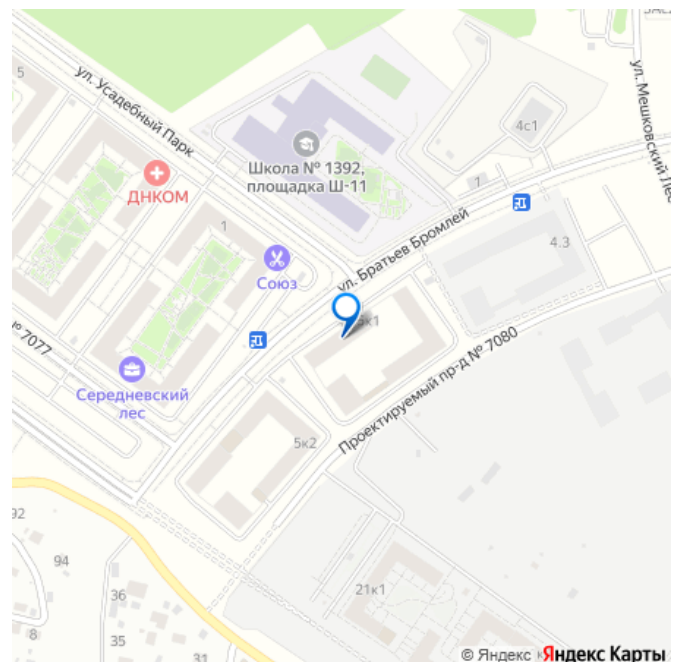 5
ул. Усадебный Парк
ДНКОМ
1
Школа № 1392,
площадка Ш-11
4с1
1
ул. Мешковский Лес
ул. Братьев Бромлей
4.3
Союз
№ 7077
Середневский
лес
5к2
Проектируемый пр-д № 7080
92
94
36
8
35
31
21к1
© Яндекс
Яндекс Карты